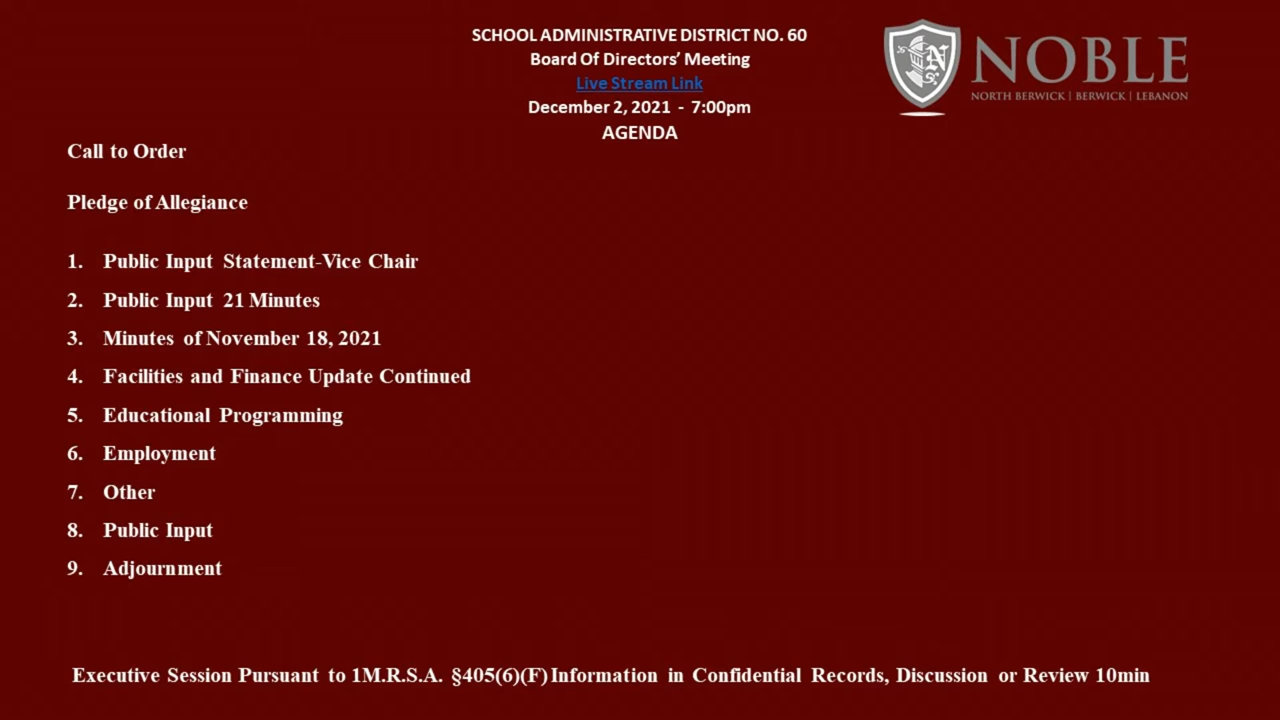 SCHOOL ADMINISTRATIVE DISTRICT NO. 60
Board Of Directors' Meeting
Live Stream Link
December 2, 2021 - 7:00pm
AGENDA
NOBLE
NORTH BERWICK | BERWICK | LEBANON
Call to Order
Pledge of Allegiance
1. Public Input Statement-Vice Chair
2. Public Input 21 Minutes
3. Minutes of November 18, 2021
4. Facilities and Finance Update Continued
5. Educational Programming
6. Employment
7. Other
8. Public Input
9. Adjournment
Executive Session Pursuant to 1M.R.S.A. §405(6)(F) Information in Confidential Records, Discussion or Review 10min